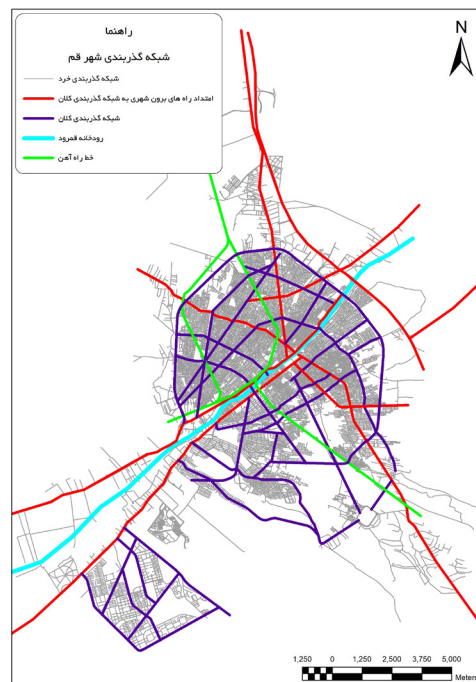 راهنما
شبکه گذربندی شهر قم
شبکه گذربندی خرد
امتداد راه های برون شهری به شبکه گذربندی کلان
شبکه گذربندی کلان
رودخانه قمرود
خط راه آهن
N
1,250 0 1,250 2,500 3,750 5,000
Meters